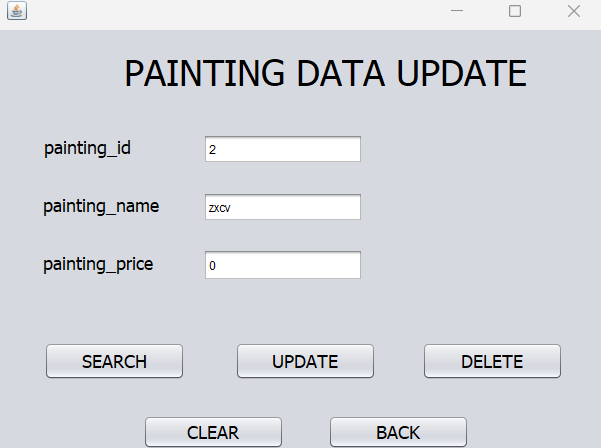 PAINTING DATA UPDATE
painting_id 2
painting_name zxcv
painting_price 0
SEARCH UPDATE DELETE
CLEAR BACK